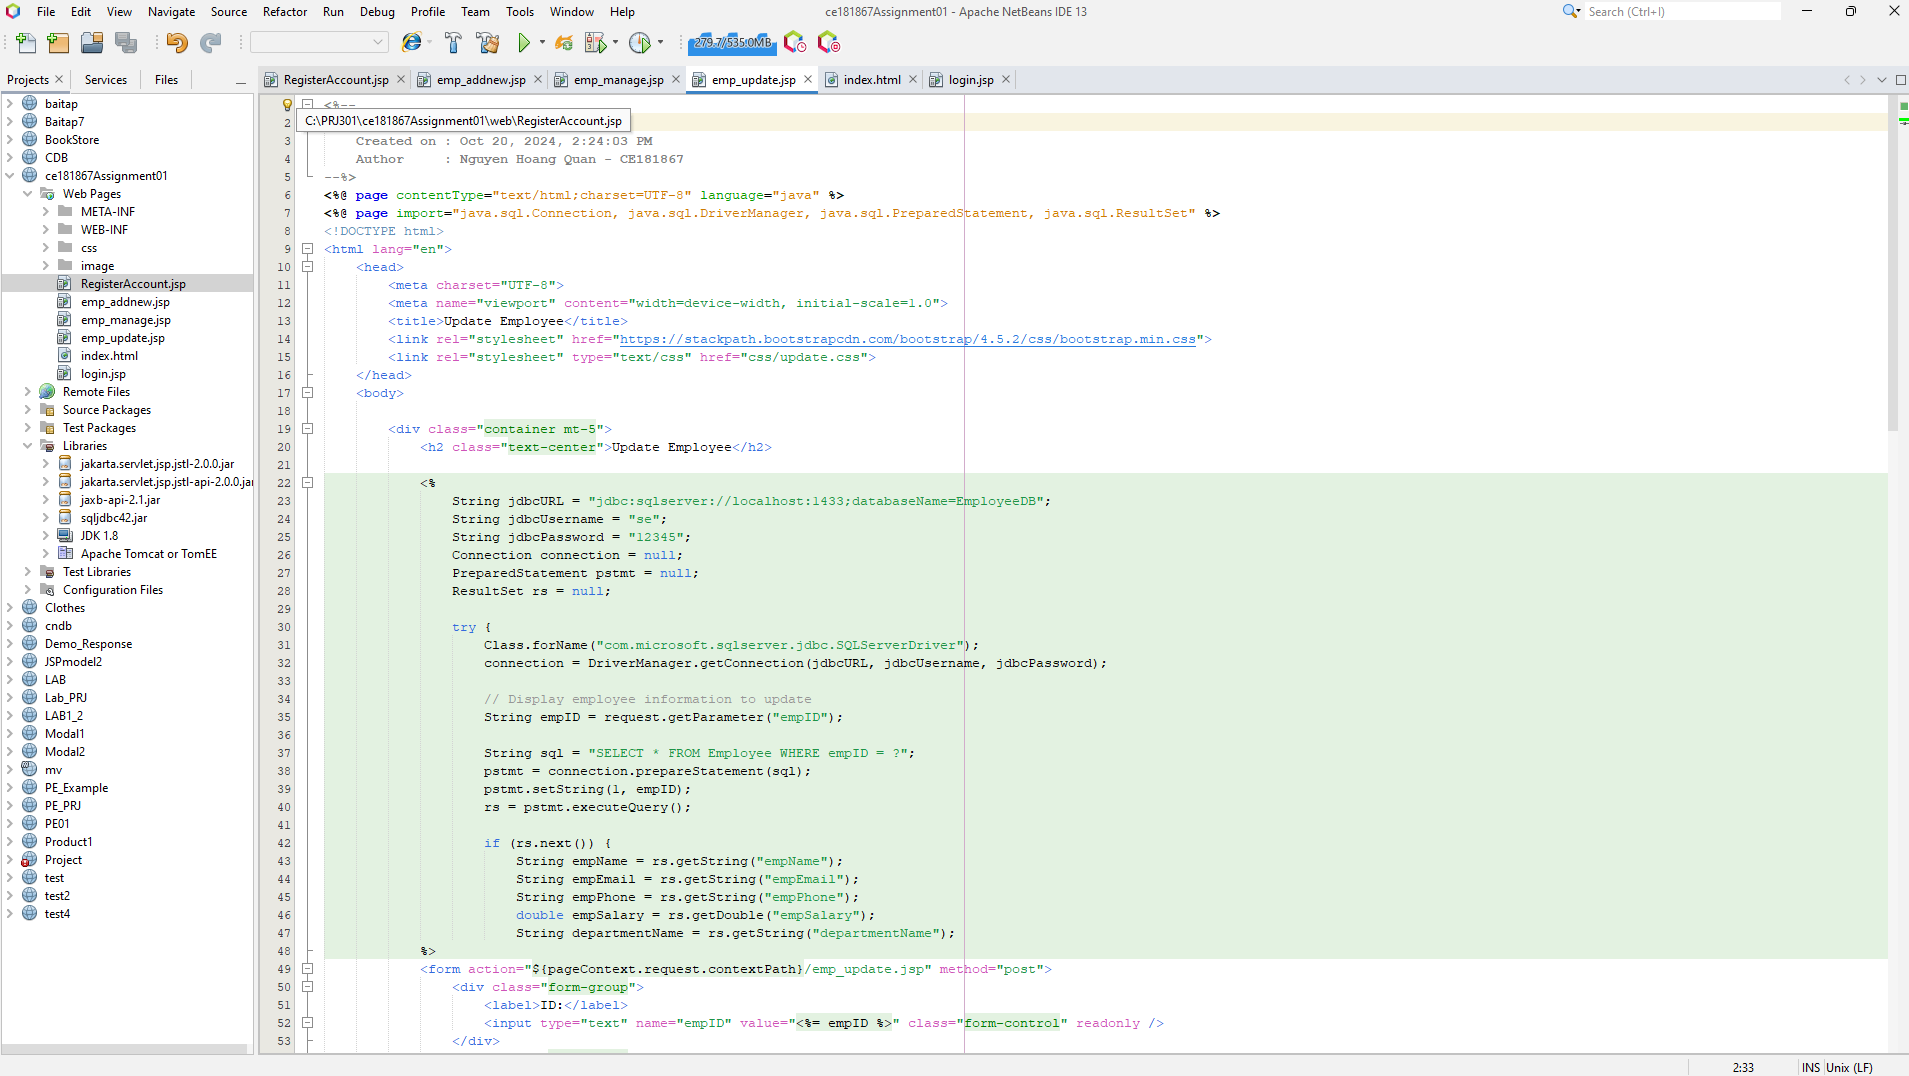 File Edit View Navigate Source Refactor Run Debug Profile Team Tools Window Help
ce181867Assignment01 - Apache NetBeans IDE 13
Search (Ctrl+I)
279.7/535.0MB
Projects Services Files
RegisterAccount.jsp emp_addnew.jsp emp_manage.jsp emp_update.jsp index.html login.jsp
baitap
Baitap7
BookStore
CDB
ce181867Assignment01
Web Pages
META-INF
WEB-INF
css
image
RegisterAccount.jsp
emp_addnew.jsp
emp_manage.jsp
emp_update.jsp
index.html
login.jsp
Remote Files
Source Packages
Test Packages
Libraries
jakarta.servlet.jsp.jstl-2.0.0.jar
jakarta.servlet.jsp.jstl-api-2.0.0.jar
jaxb-api-2.1.jar
sqljdbc42.jar
JDK 1.8
Apache Tomcat or TomEE
Test Libraries
Configuration Files
Clothes
cndb
Demo_Response
JSPmodel2
LAB
Lab_PRJ
LAB1_2
Modal1
Modal2
mv
PE_Example
PE_PRJ
PE01
Product1
Project
test
test2
test4
<%--
2 C:\PRJ301\ce181867Assignment01\web\RegisterAccount.jsp
3 Created on : Oct 20, 2024, 2:24:03 PM
4 Author : Nguyen Hoang Quan - CE181867
5 --%>
6 <%@ page contentType="text/html;charset=UTF-8" language="java" %>
7 <%@ page import="java.sql.Connection, java.sql.DriverManager, java.sql.PreparedStatement, java.sql.ResultSet" %>
8 <!DOCTYPE html>
9 <html lang="en">
10 <head>
11 <meta charset="UTF-8">
12 <meta name="viewport" content="width=device-width, initial-scale=1.0">
13 <title>Update Employee</title>
14 <link rel="stylesheet" href="https://stackpath.bootstrapcdn.com/bootstrap/4.5.2/css/bootstrap.min.css">
15 <link rel="stylesheet" type="text/css" href="css/update.css">
16 </head>
17 <body>
18
19 <div class="container mt-5">
20 <h2 class="text-center">Update Employee</h2>
21
22 <%
23 String jdbcURL = "jdbc:sqlserver://localhost:1433;databaseName=EmployeeDB";
24 String jdbcUsername = "se";
25 String jdbcPassword = "12345";
26 Connection connection = null;
27 PreparedStatement pstmt = null;
28 ResultSet rs = null;
29
30 try {
31 Class.forName("com.microsoft.sqlserver.jdbc.SQLServerDriver");
32 connection = DriverManager.getConnection(jdbcURL, jdbcUsername, jdbcPassword);
33
34 // Display employee information to update
35 String empID = request.getParameter("empID");
36
37 String sql = "SELECT * FROM Employee WHERE empID = ?";
38 pstmt = connection.prepareStatement(sql);
39 pstmt.setString(1, empID);
40 rs = pstmt.executeQuery();
41
42 if (rs.next()) {
43 String empName = rs.getString("empName");
44 String empEmail = rs.getString("empEmail");
45 String empPhone = rs.getString("empPhone");
46 double empSalary = rs.getDouble("empSalary");
47 String departmentName = rs.getString("departmentName");
48 %>
49 <form action="${pageContext.request.contextPath}/emp_update.jsp" method="post">
50 <div class="form-group">
51 <label>ID:</label>
52 <input type="text" name="empID" value="<%= empID %>" class="form-control" readonly />
53 </div>
2:33 INS Unix (LF)